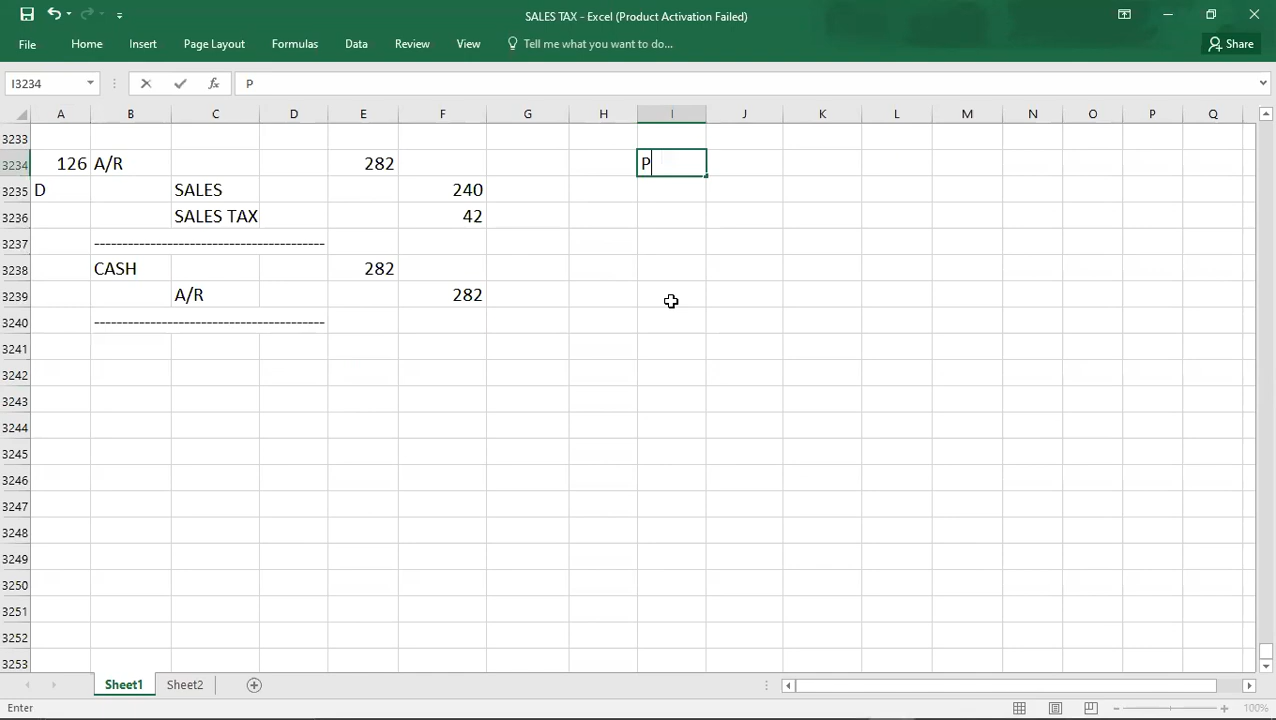 SALES TAX - Excel (Product Activation Failed)
File Home Insert Page Layout Formulas Data Review View Tell me what you want to do... Share
I3234 fx P
A B C D E F G H I J K L M N O P Q
3233
3234 126 A/R 282 P
3235 D SALES 240
3236 SALES TAX 42
3237 -----------------------------------------
3238 CASH 282
3239 A/R 282
3240 -----------------------------------------
3241
3242
3243
3244
3245
3246
3247
3248
3249
3250
3251
3252
3253
Sheet1 Sheet2
Enter 100%